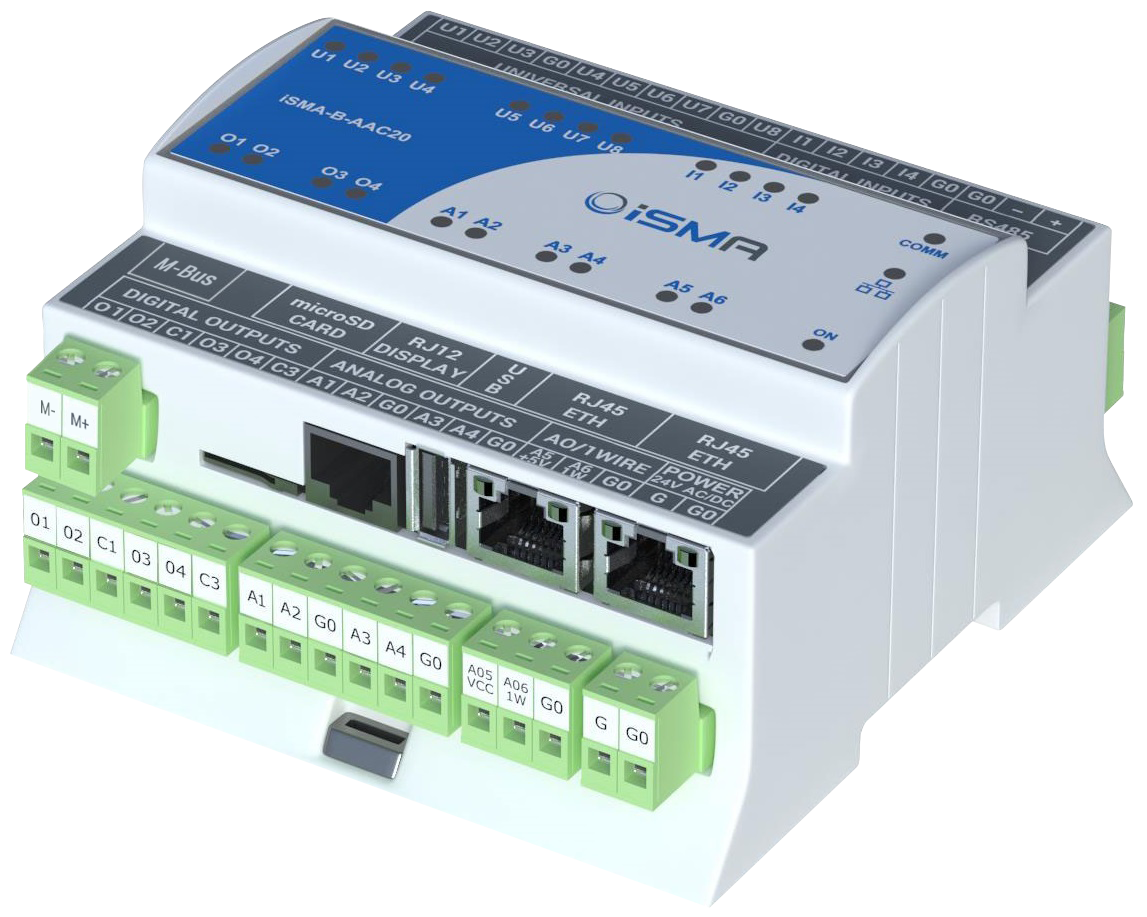 U1 U2 U3 G0 U4 U5 U6 U7 G0 U8 I1 I2 I3 I4 G0 G0 − +
UNIVERSAL INPUTS DIGITAL INPUTS RS485
U1 U2 U3 U4
U5 U6 U7 U8
I1 I2 I3 I4
iSMA-B-AAC20
iSMA
O1 O2
O3 O4
A1 A2
A3 A4
A5 A6
COMM
ON
M-Bus
microSD
CARD
RJ12
DISPLAY
USB
RJ45
ETH
RJ45
ETH
DIGITAL OUTPUTS
ANALOG OUTPUTS
AO/1WIRE
POWER
24V AC/DC
O1 O2 C1 O3 O4 C3 A1 A2 G0 A3 A4 G0
A5
+5V
A6
1W
G0
G G0
M- M+
O1 O2 C1 O3 O4 C3
A1 A2 G0 A3 A4 G0
A05
VCC
A06
1W
G0
G G0